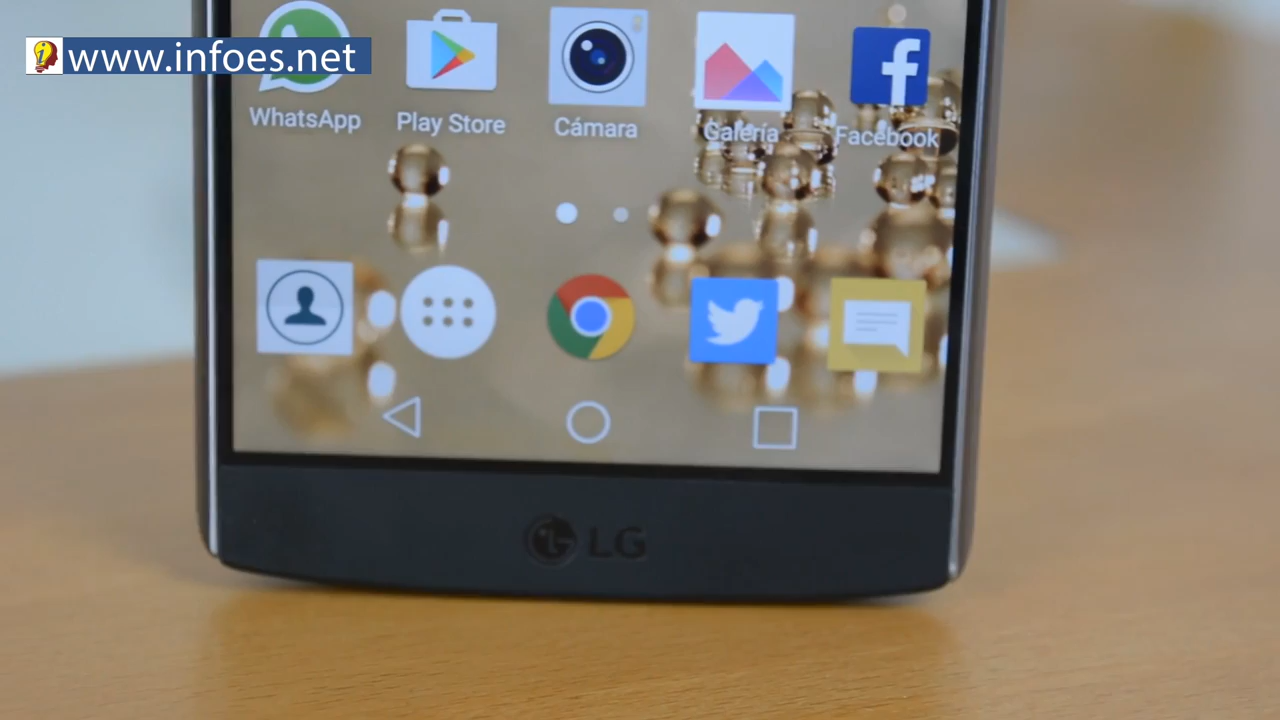 www.infoes.net
WhatsApp
Play Store
Cámara
Galería
Facebook
LG